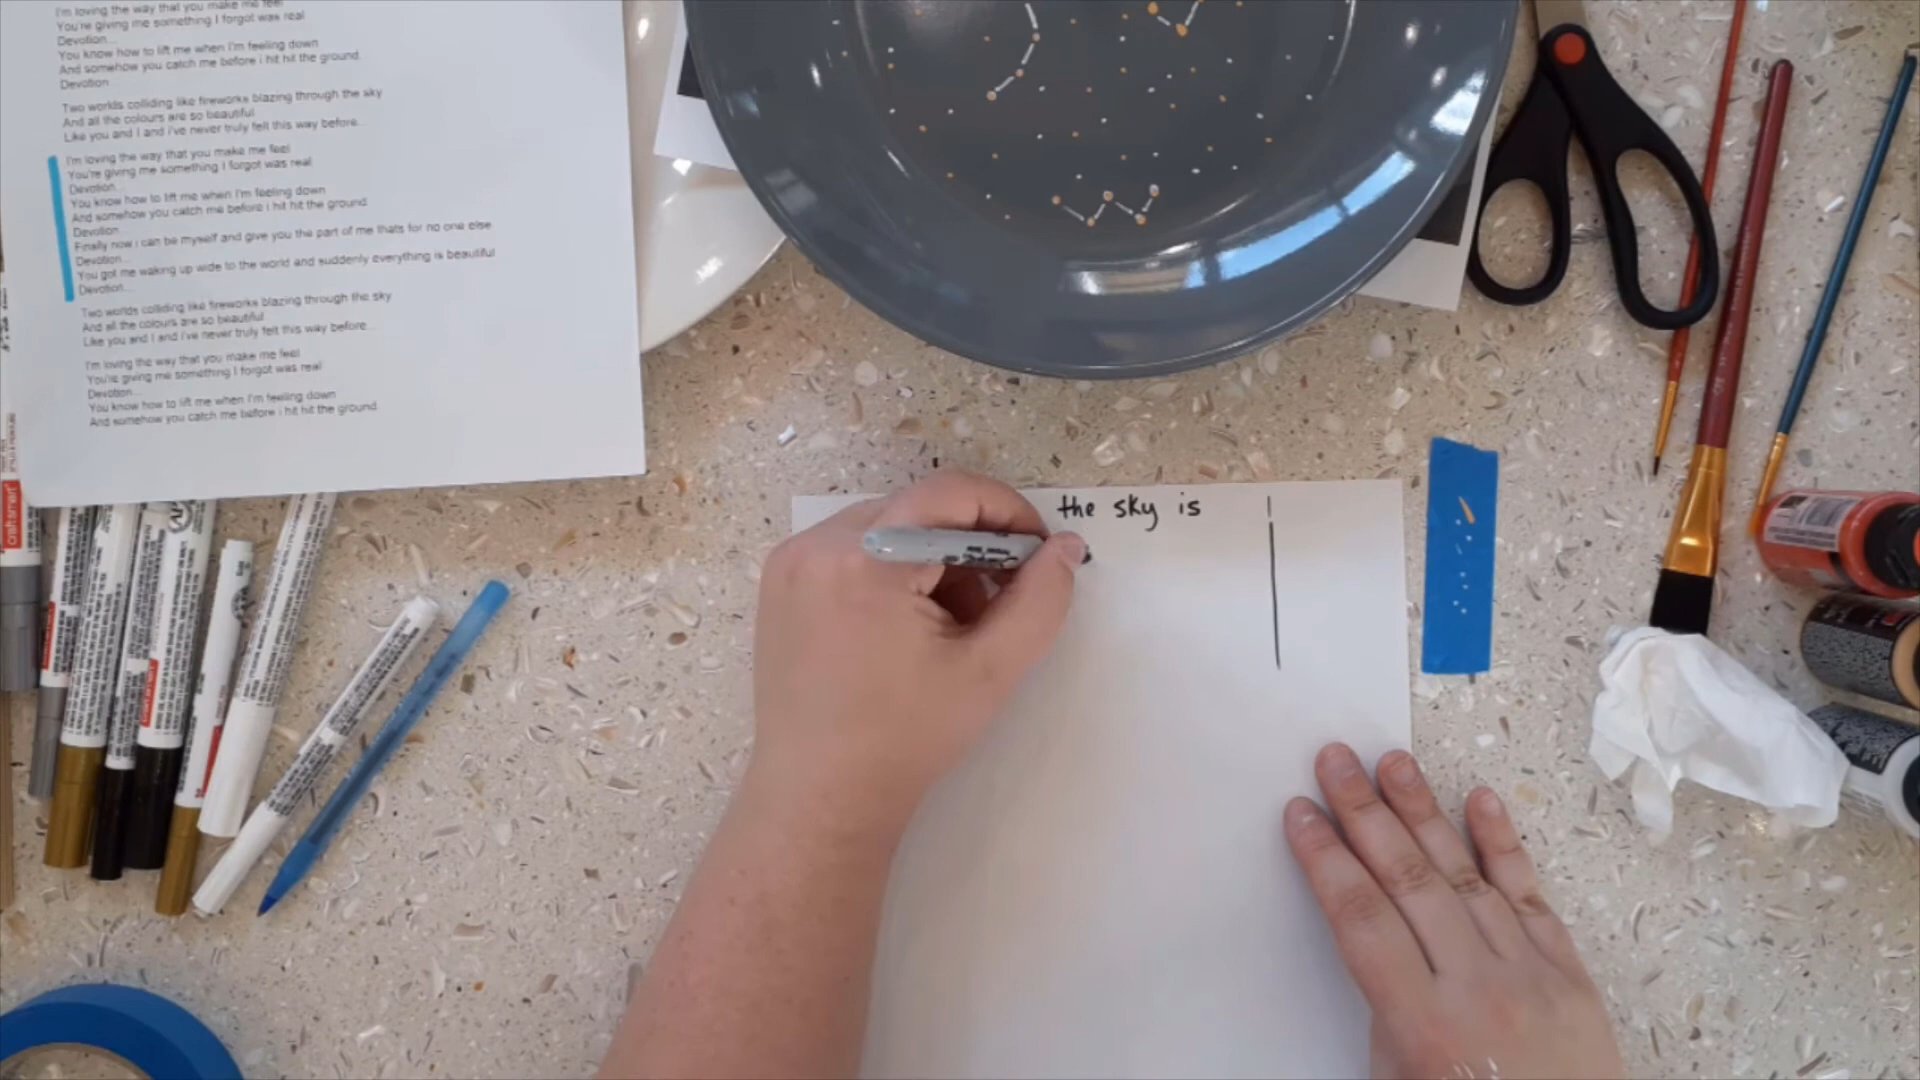 I'm loving the way that you make me feel
You're giving me something I forgot was real
Devotion...
You know how to lift me when I'm feeling down
And somehow you catch me before i hit hit the ground
Devotion
Two worlds colliding like fireworks blazing through the sky
And all the colours are so beautiful
Like you and I and i've never truly felt this way before...
I'm loving the way that you make me feel
You're giving me something I forgot was real
Devotion...
You know how to lift me when I'm feeling down
And somehow you catch me before i hit hit the ground
Devotion...
Finally now i can be myself and give you the part of me thats for no one else
Devotion...
You got me waking up wide to the world and suddenly everything is beautiful
Devotion...
Two worlds colliding like fireworks blazing through the sky
And all the colours are so beautiful
Like you and I and i've never truly felt this way before...
I'm loving the way that you make me feel
You're giving me something I forgot was real
Devotion...
You know how to lift me when I'm feeling down
And somehow you catch me before i hit hit the ground
the sky is
craftsmart